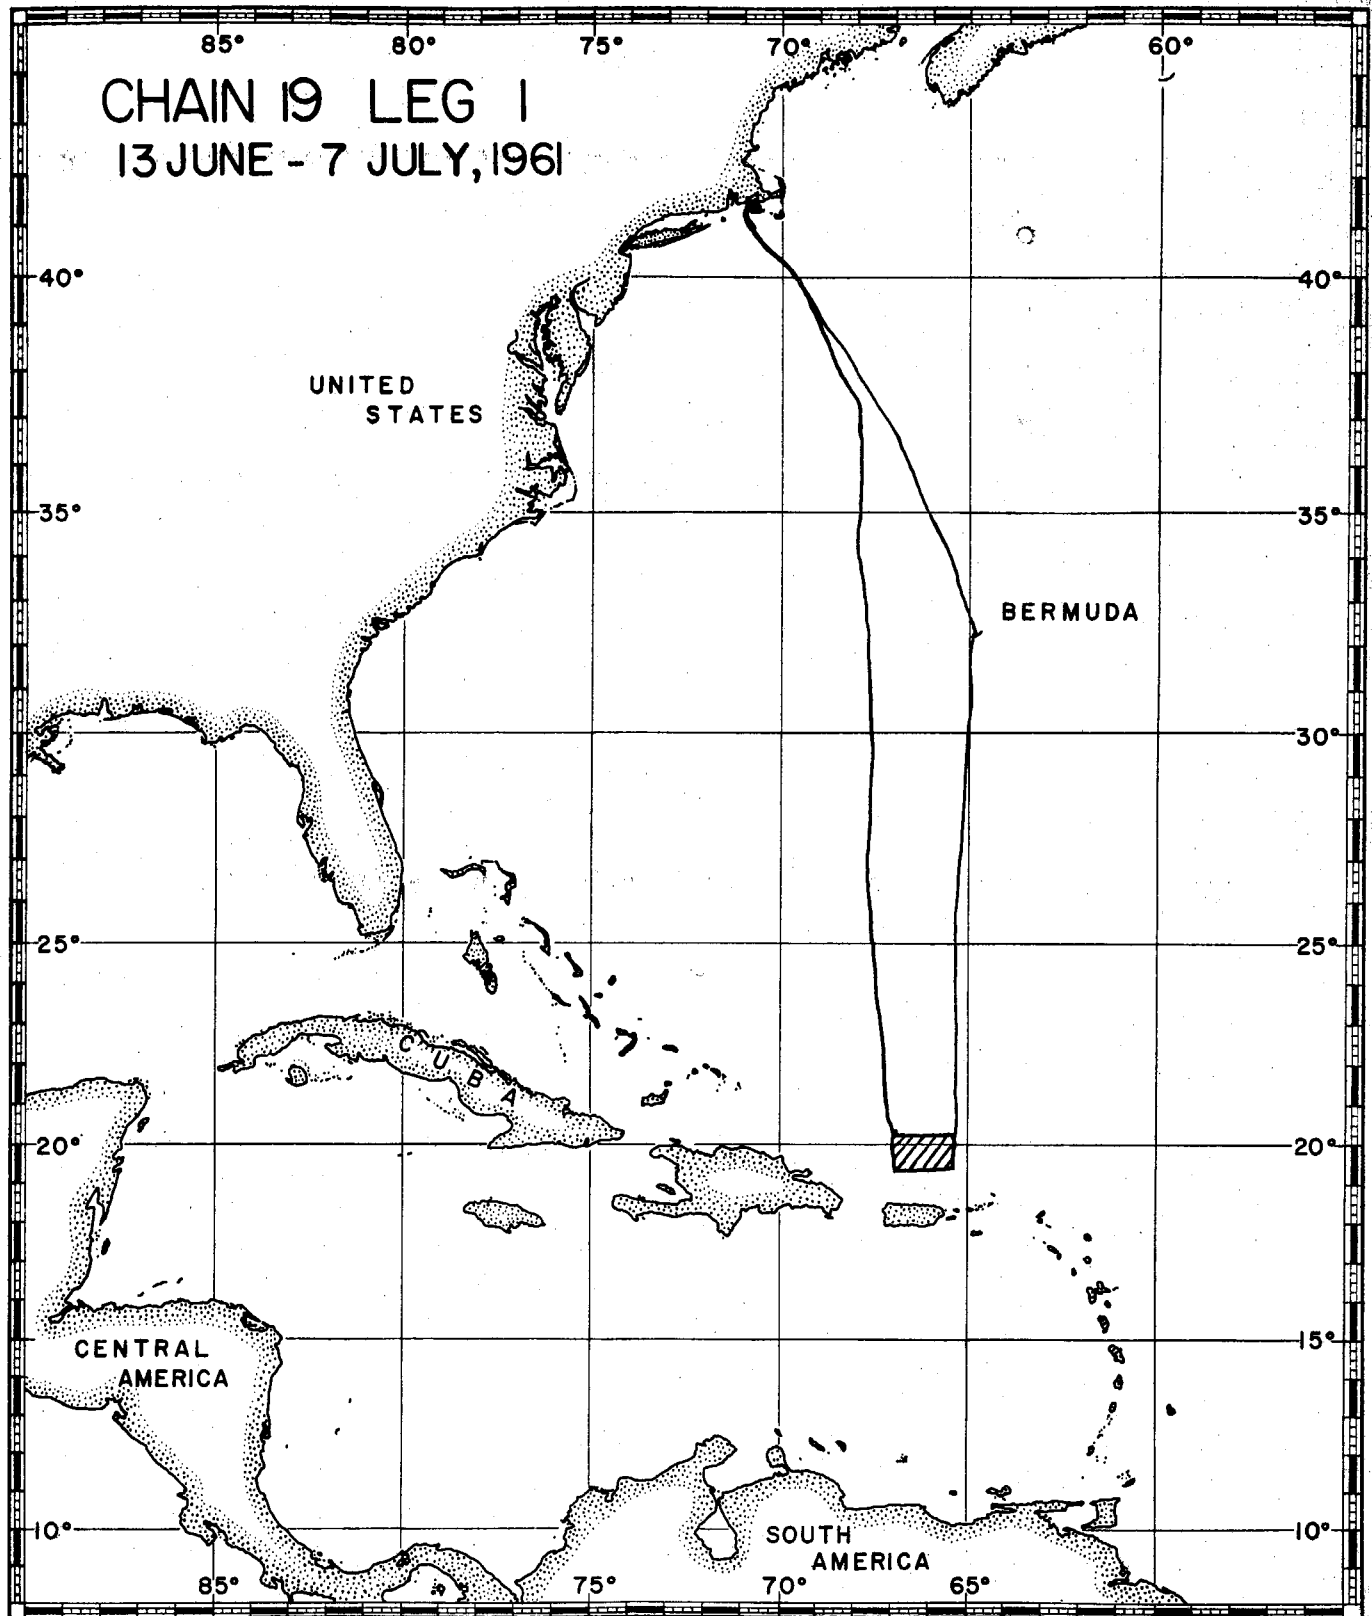 85° 80° 75° 70° 60°
CHAIN 19 LEG 1
13 JUNE - 7 JULY, 1961
40° 40°
UNITED
STATES
35° 35°
BERMUDA
30°
25° 25°
CUBA
20° 20°
15°
CENTRAL
AMERICA
10° 10°
SOUTH
AMERICA
85° 75° 70° 65°